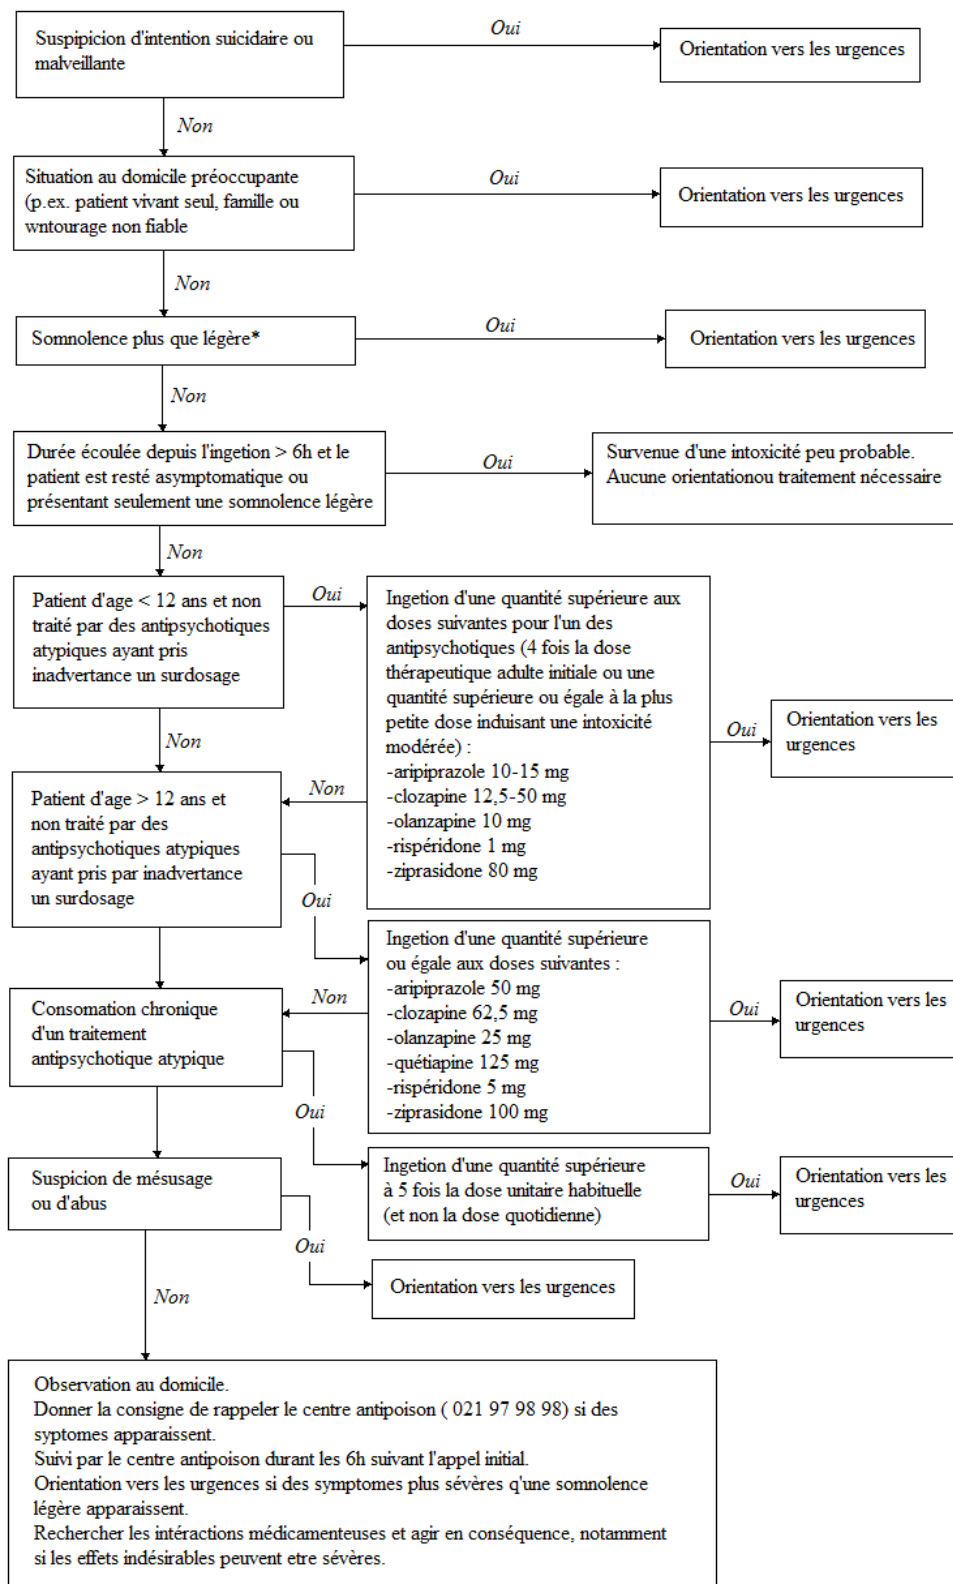 Suspipicion d'intention suicidaire ou
malveillante
Oui
Orientation vers les urgences
Non
Situation au domicile préoccupante
(p.ex. patient vivant seul, famille ou
wntourage non fiable
Oui
Orientation vers les urgences
Non
Somnolence plus que légère*
Oui
Orientation vers les urgences
Non
Durée écoulée depuis l'ingetion > 6h et le
patient est resté asymptomatique ou
présentant seulement une somnolence légère
Oui
Survenue d'une intoxicité peu probable.
Aucune orientationou traitement nécessaire
Non
Patient d'age < 12 ans et non
traité par des antipsychotiques
atypiques ayant pris
inadvertance un surdosage
Oui
Ingetion d'une quantité supérieure aux
doses suivantes pour l'un des
antipsychotiques (4 fois la dose
thérapeutique adulte initiale ou une
quantité supérieure ou égale à la plus
petite dose induisant une intoxicité
modérée) :
-aripiprazole 10-15 mg
-clozapine 12,5-50 mg
-olanzapine 10 mg
-rispéridone 1 mg
-ziprasidone 80 mg
Oui
Orientation vers les
urgences
Non
Non
Patient d'age > 12 ans et
non traité par des
antipsychotiques atypiques
ayant pris par inadvertance
un surdosage
Oui
Ingetion d'une quantité supérieure
ou égale aux doses suivantes :
-aripiprazole 50 mg
-clozapine 62,5 mg
-olanzapine 25 mg
-quétiapine 125 mg
-rispéridone 5 mg
-ziprasidone 100 mg
Oui
Orientation vers les
urgences
Non
Consomation chronique
d'un traitement
antipsychotique atypique
Oui
Ingetion d'une quantité supérieure
à 5 fois la dose unitaire habituelle
(et non la dose quotidienne)
Oui
Orientation vers les
urgences
Suspicion de mésusage
ou d'abus
Oui
Orientation vers les urgences
Non
Observation au domicile.
Donner la consigne de rappeler le centre antipoison ( 021 97 98 98) si des
syptomes apparaissent.
Suivi par le centre antipoison durant les 6h suivant l'appel initial.
Orientation vers les urgences si des symptomes plus sévères q'une somnolence
légère apparaissent.
Rechercher les intéractions médicamenteuses et agir en conséquence, notamment
si les effets indésirables peuvent etre sévères.